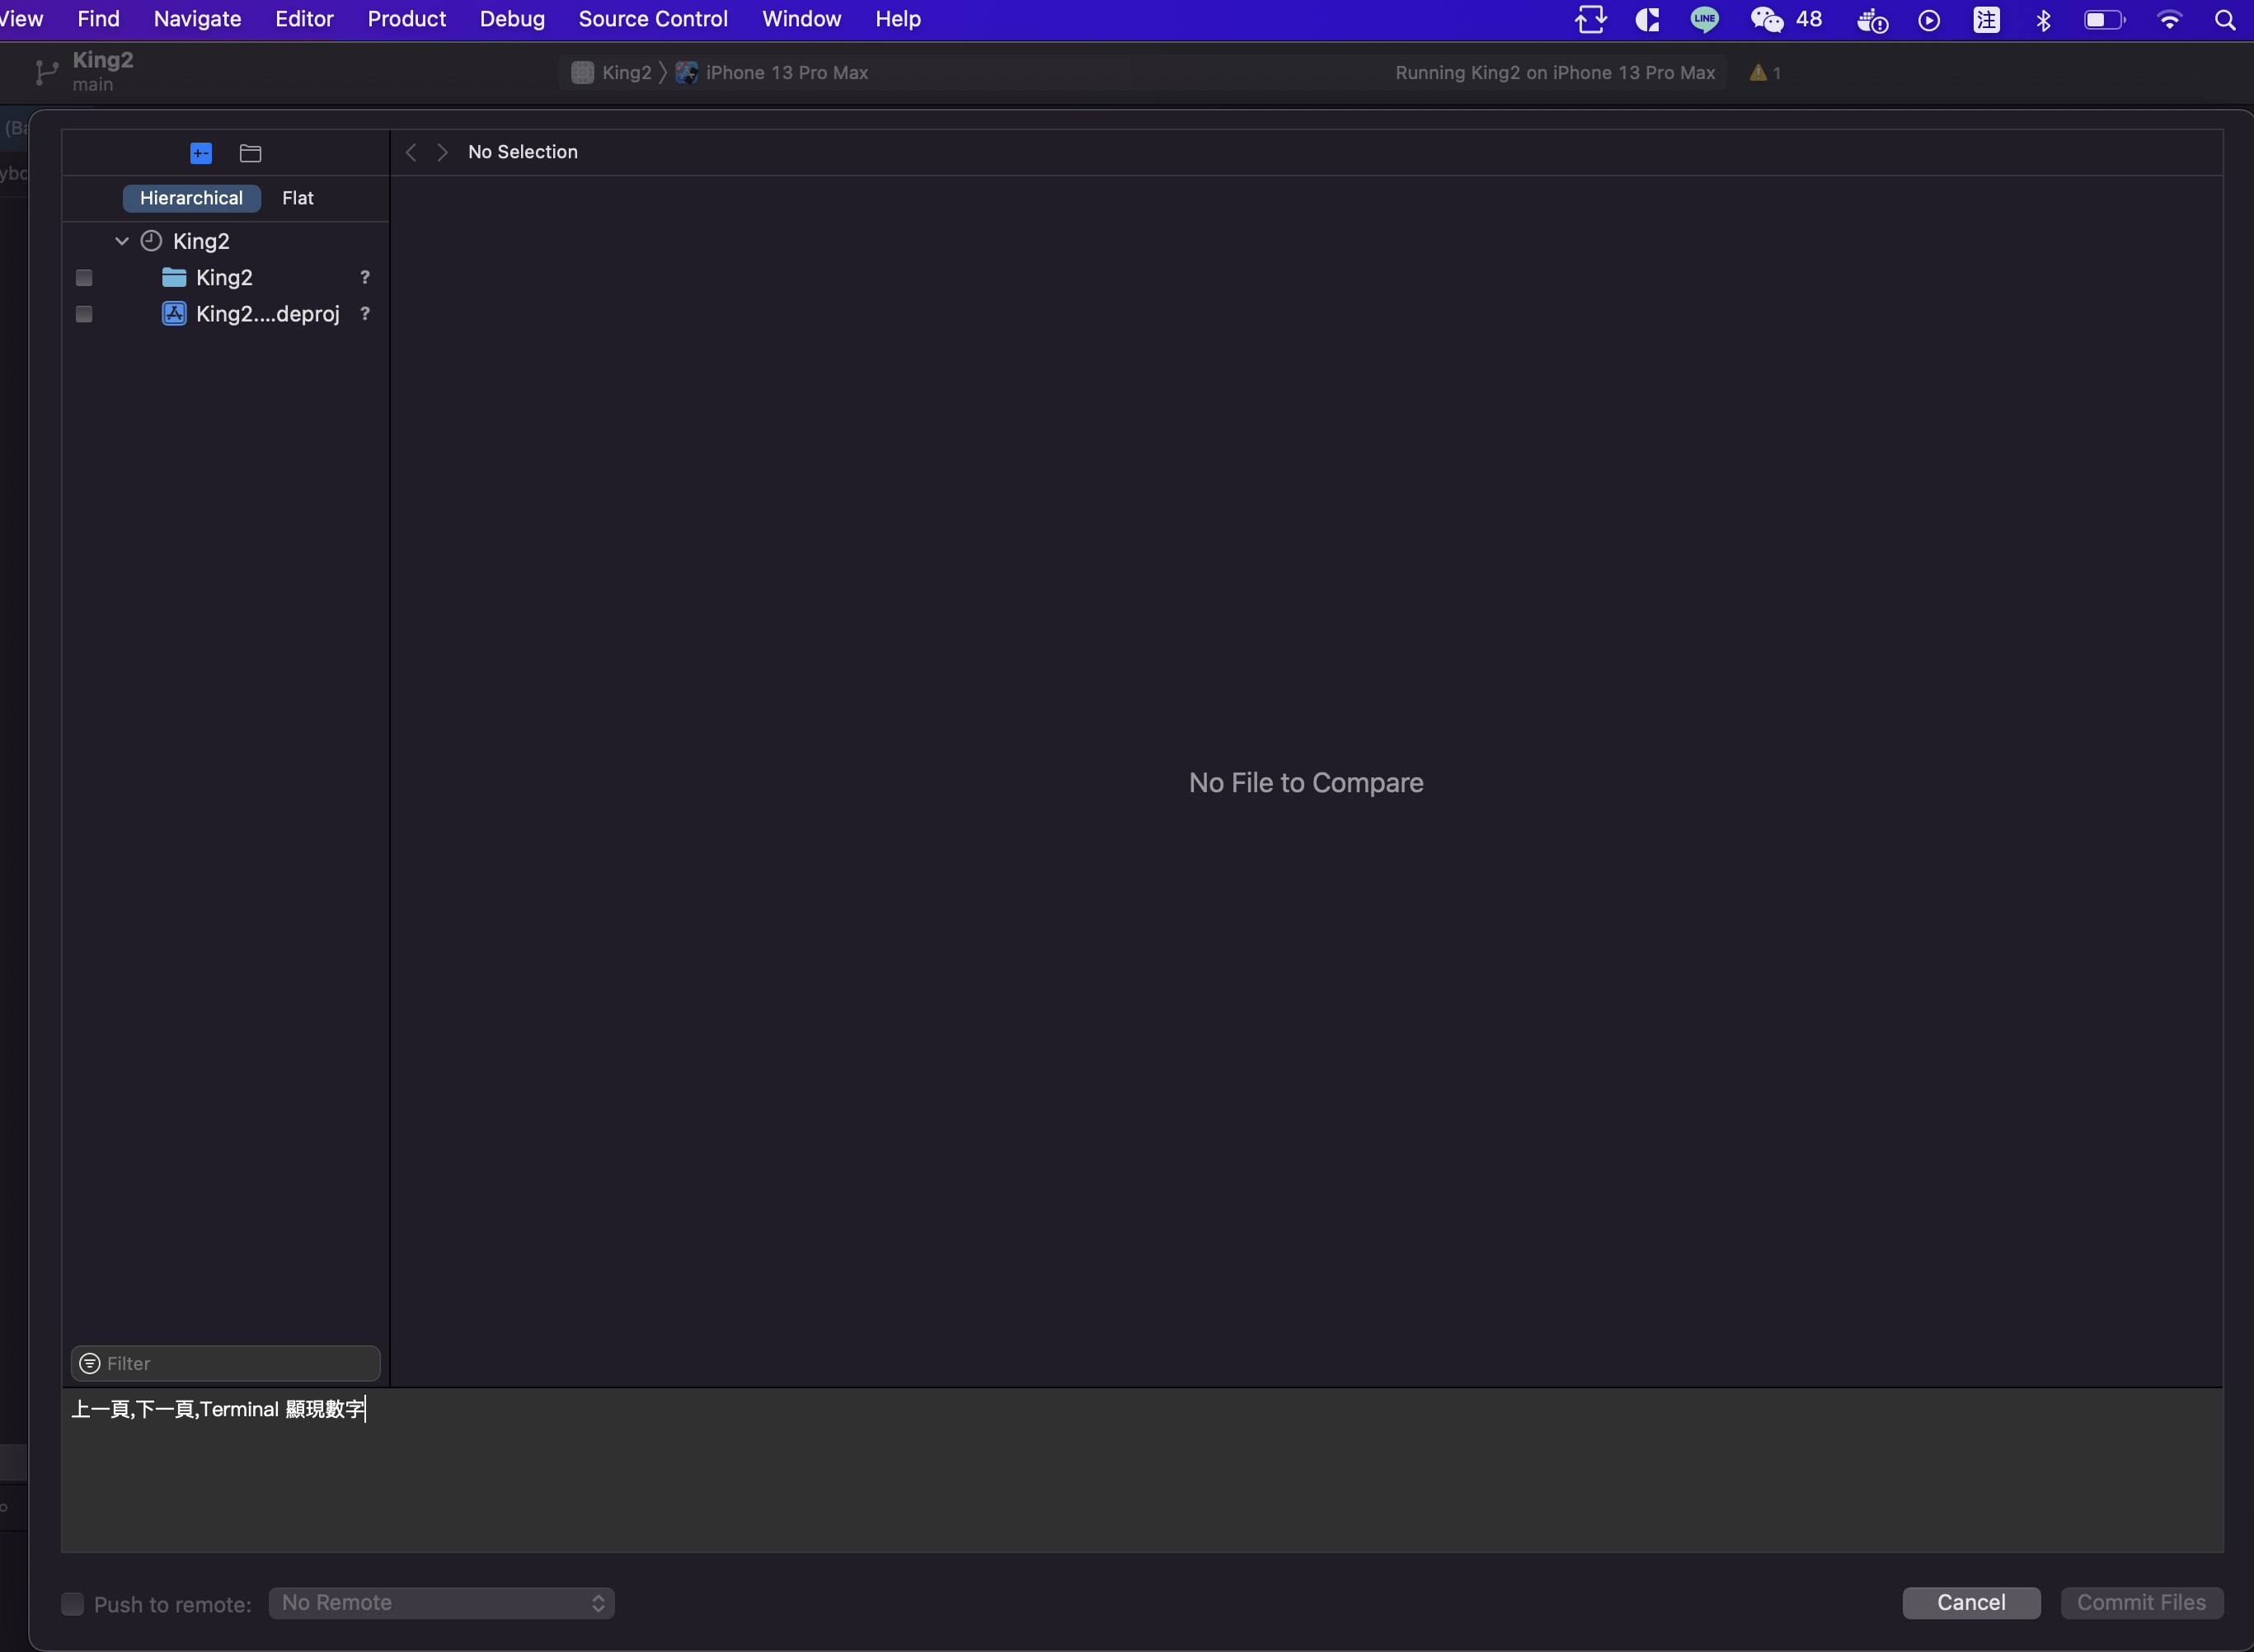 View Find Navigate Editor Product Debug Source Control Window Help LINE 48 注
King2
main
King2 iPhone 13 Pro Max Running King2 on iPhone 13 Pro Max 1
No Selection
Hierarchical Flat
King2
King2 ?
King2....deproj ?
No File to Compare
Filter
上一頁,下一頁,Terminal 顯現數字
Push to remote: No Remote Cancel Commit Files